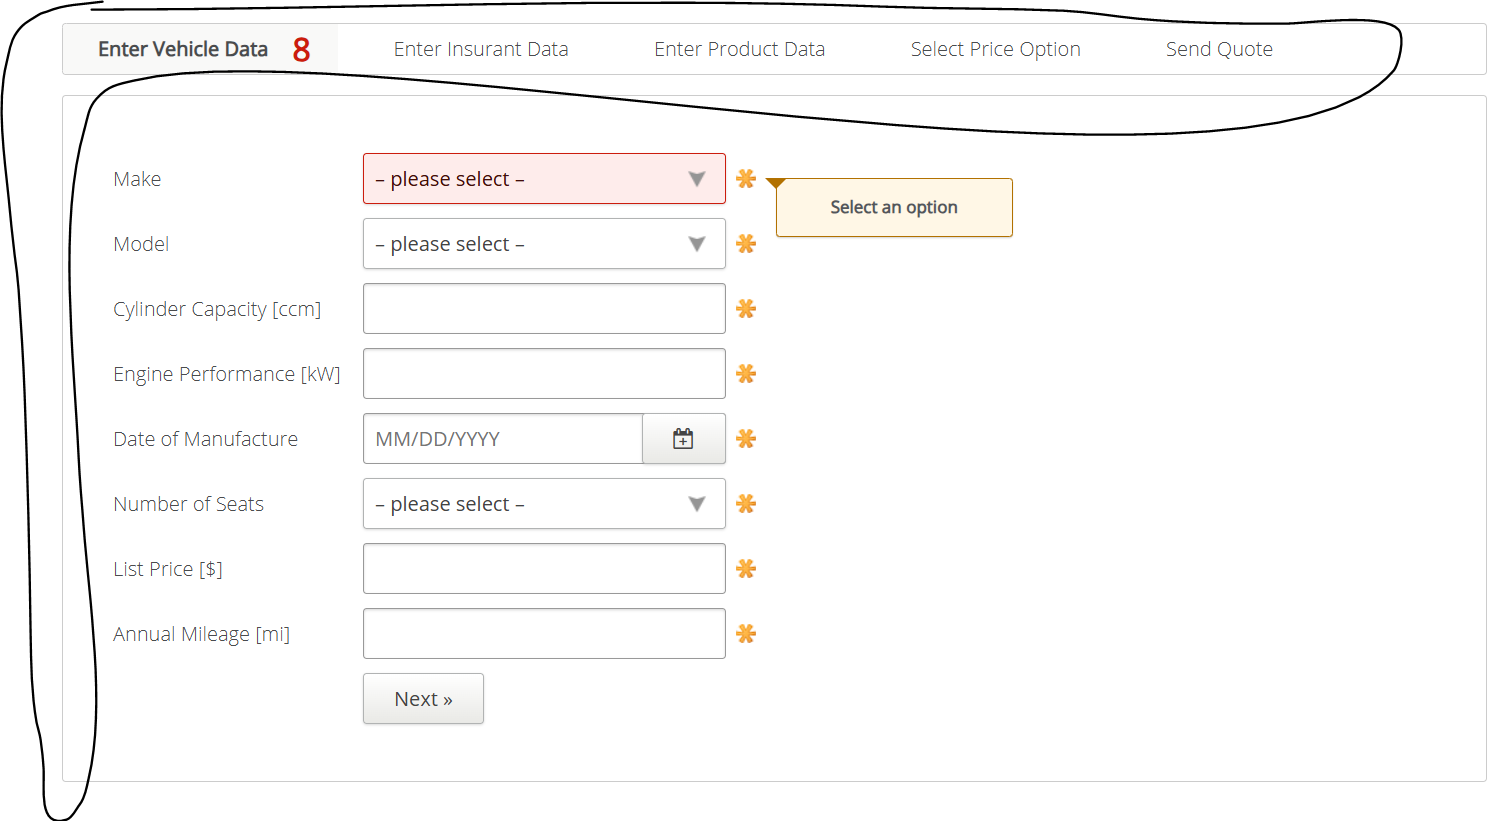 Enter Vehicle Data 8 Enter Insurant Data Enter Product Data Select Price Option Send Quote
Make – please select –
Select an option
Model – please select –
Cylinder Capacity [ccm]
Engine Performance [kW]
Date of Manufacture MM/DD/YYYY
Number of Seats – please select –
List Price [$]
Annual Mileage [mi]
Next »